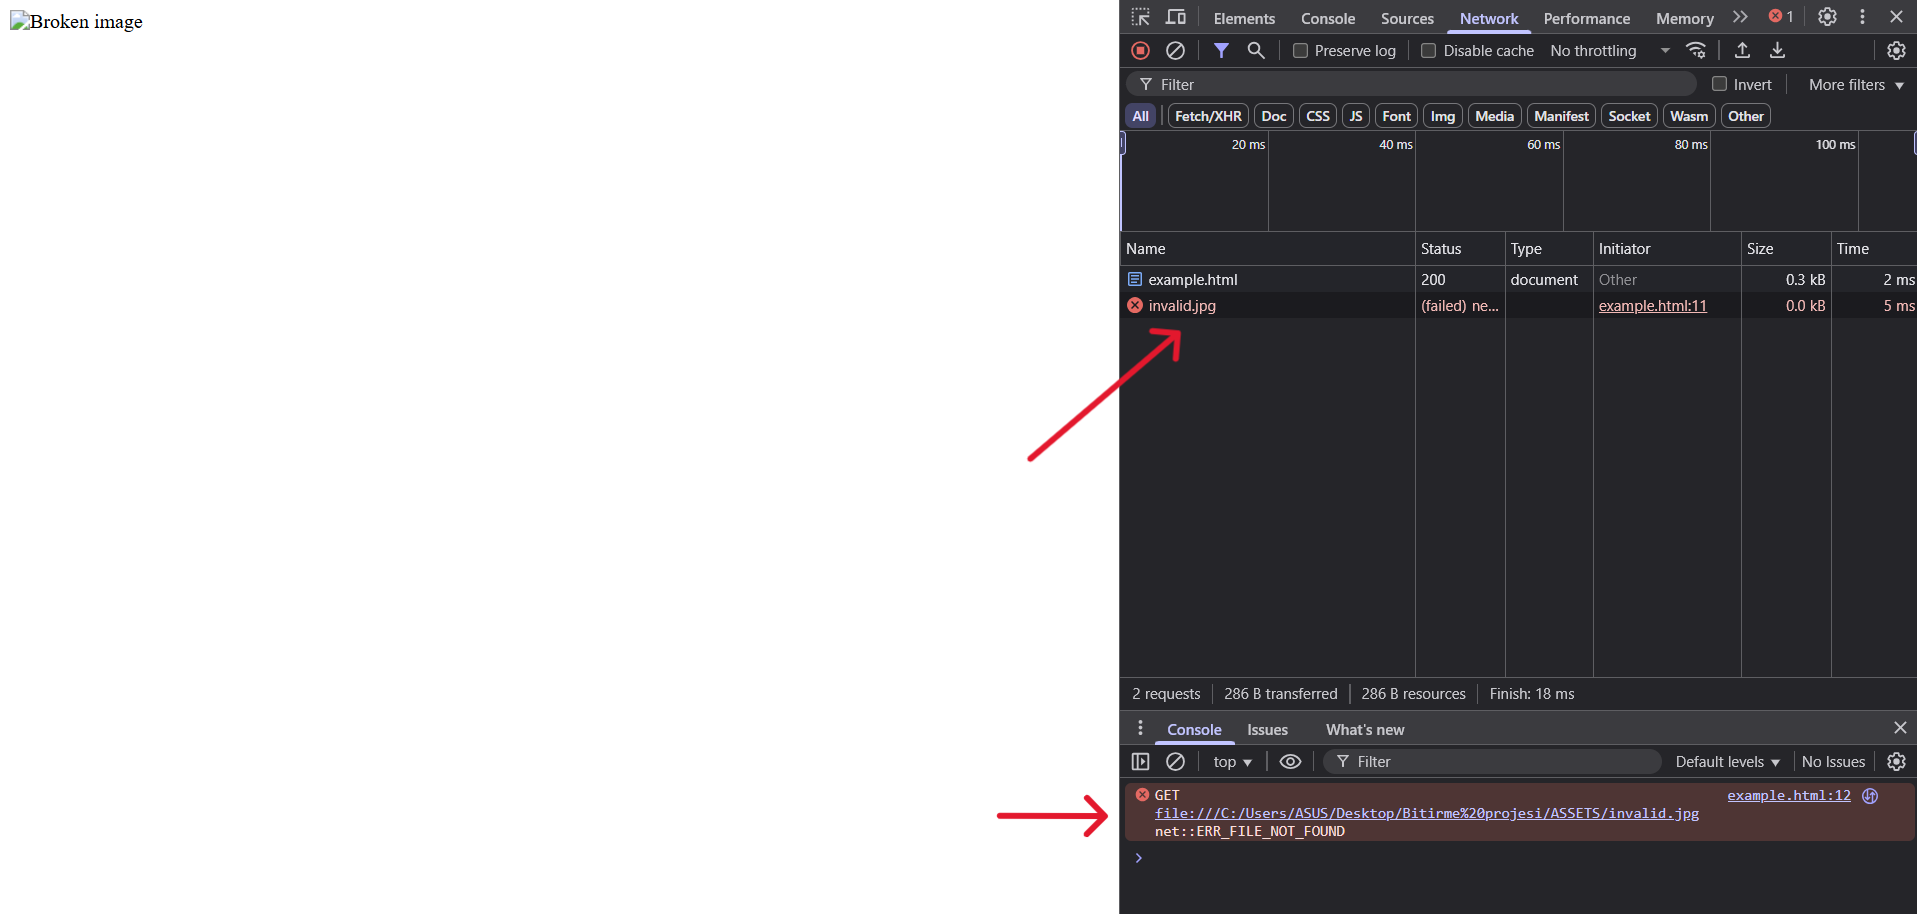 Broken image
Elements Console Sources Network Performance Memory 1
Preserve log Disable cache No throttling
Filter Invert More filters
All Fetch/XHR Doc CSS JS Font Img Media Manifest Socket Wasm Other
20 ms 40 ms 60 ms 80 ms 100 ms
Name Status Type Initiator Size Time
example.html 200 document Other 0.3 kB 2 ms
invalid.jpg (failed) ne... example.html:11 0.0 kB 5 ms
2 requests 286 B transferred 286 B resources Finish: 18 ms
Console Issues What's new
top Filter Default levels No Issues
GET example.html:12
file:///C:/Users/ASUS/Desktop/Bitirme%20projesi/ASSETS/invalid.jpg
net::ERR_FILE_NOT_FOUND